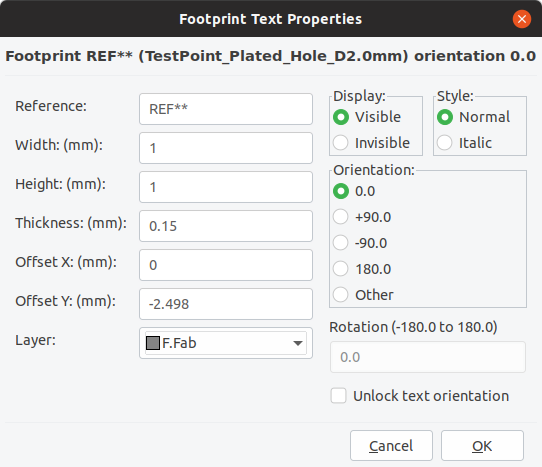 Footprint Text Properties
Footprint REF** (TestPoint_Plated_Hole_D2.0mm) orientation 0.0
Reference:
REF**
Width: (mm):
1
Height: (mm):
1
Thickness: (mm):
0.15
Offset X: (mm):
0
Offset Y: (mm):
-2.498
Layer:
F.Fab
Display:
Visible
Invisible
Style:
Normal
Italic
Orientation:
0.0
+90.0
-90.0
180.0
Other
Rotation (-180.0 to 180.0)
0.0
Unlock text orientation
Cancel
OK